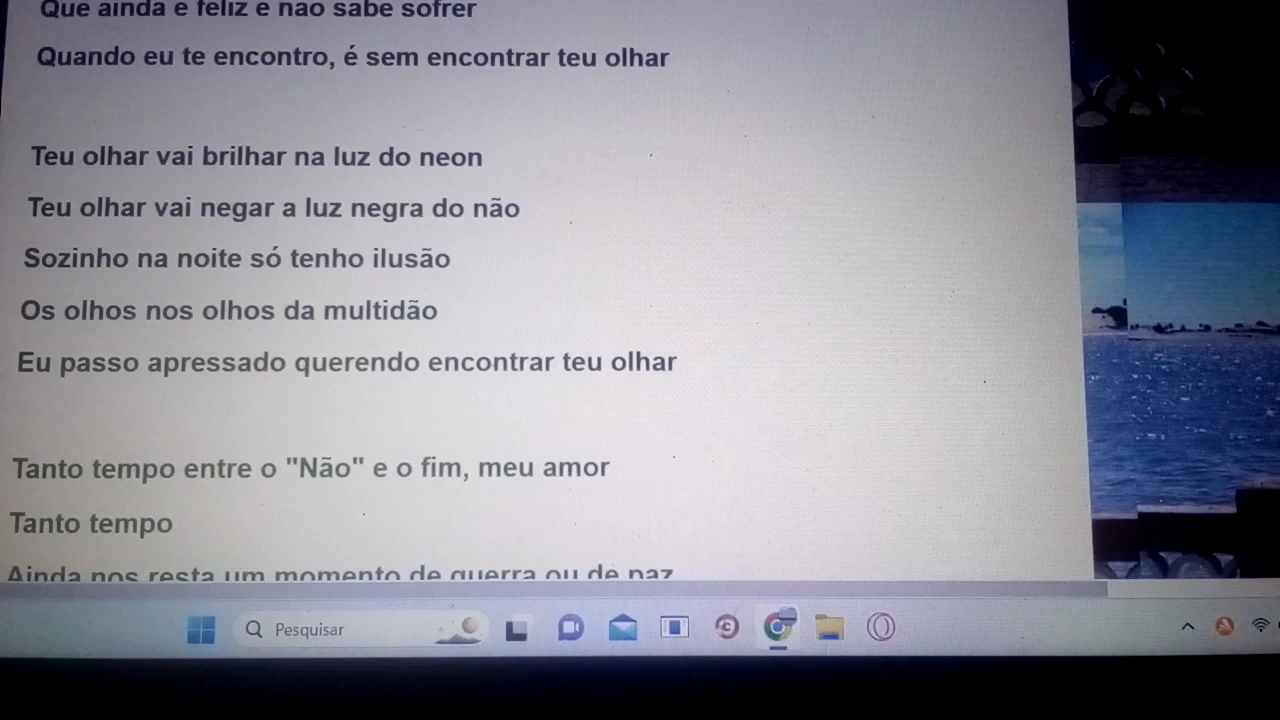 Que ainda é feliz e não sabe sofrer
Quando eu te encontro, é sem encontrar teu olhar
Teu olhar vai brilhar na luz do neon
Teu olhar vai negar a luz negra do não
Sozinho na noite só tenho ilusão
Os olhos nos olhos da multidão
Eu passo apressado querendo encontrar teu olhar
Tanto tempo entre o "Não" e o fim, meu amor
Tanto tempo
Ainda nos resta um momento de guerra ou de paz
Pesquisar